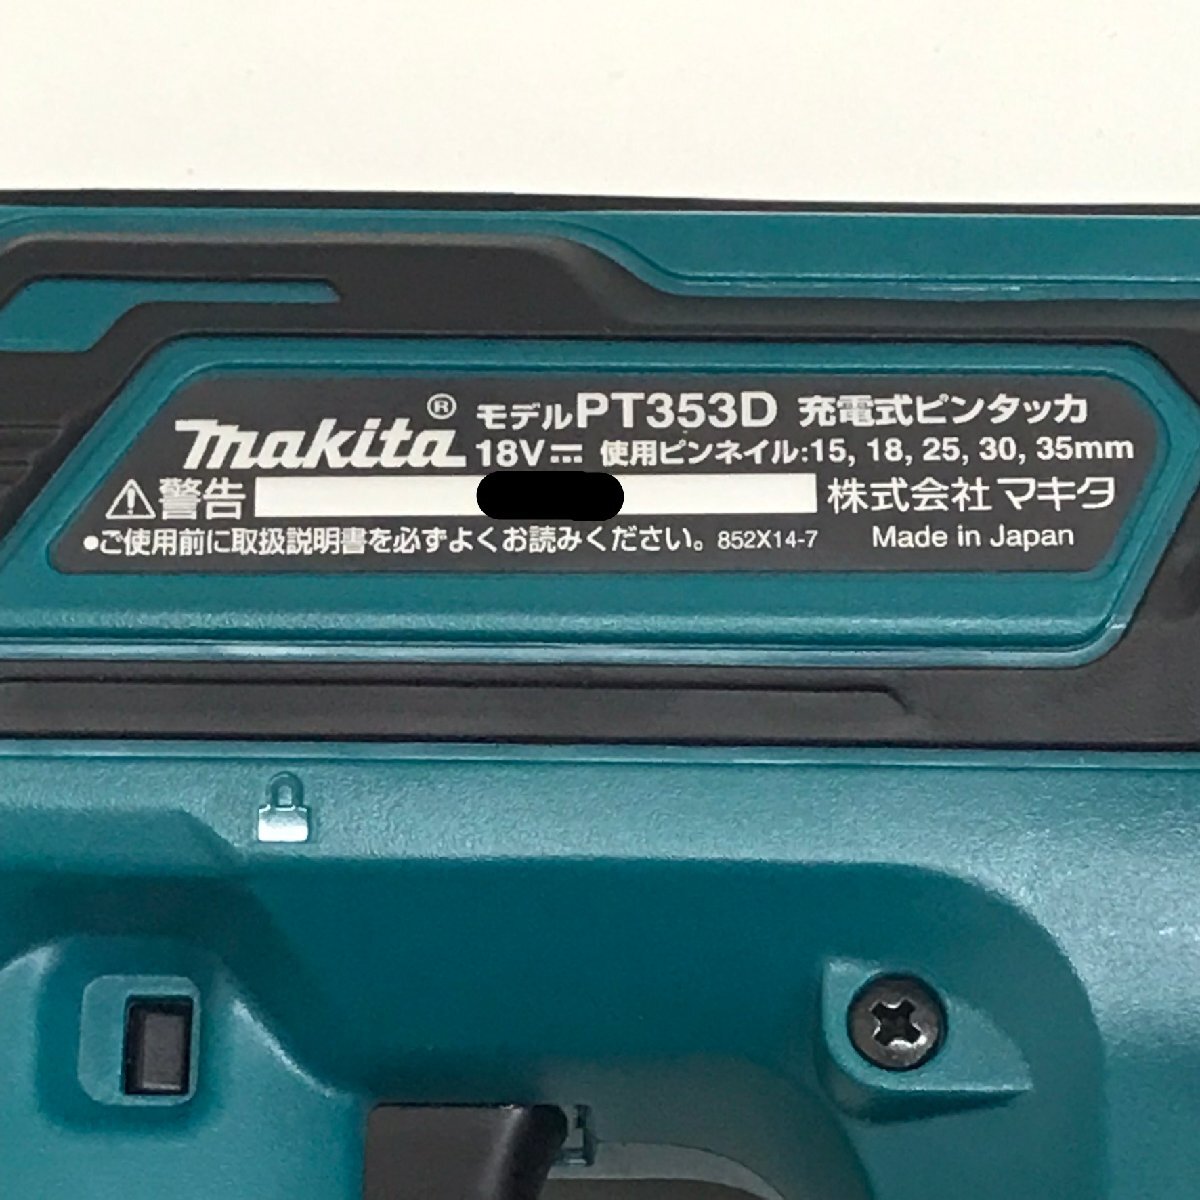 makita® モデルPT353D 充電式ピンタッカ
18V⎓ 使用ピンネイル:15, 18, 25, 30, 35mm
⚠警告 株式会社マキタ
●ご使用前に取扱説明書を必ずよくお読みください。 852X14-7 Made in Japan